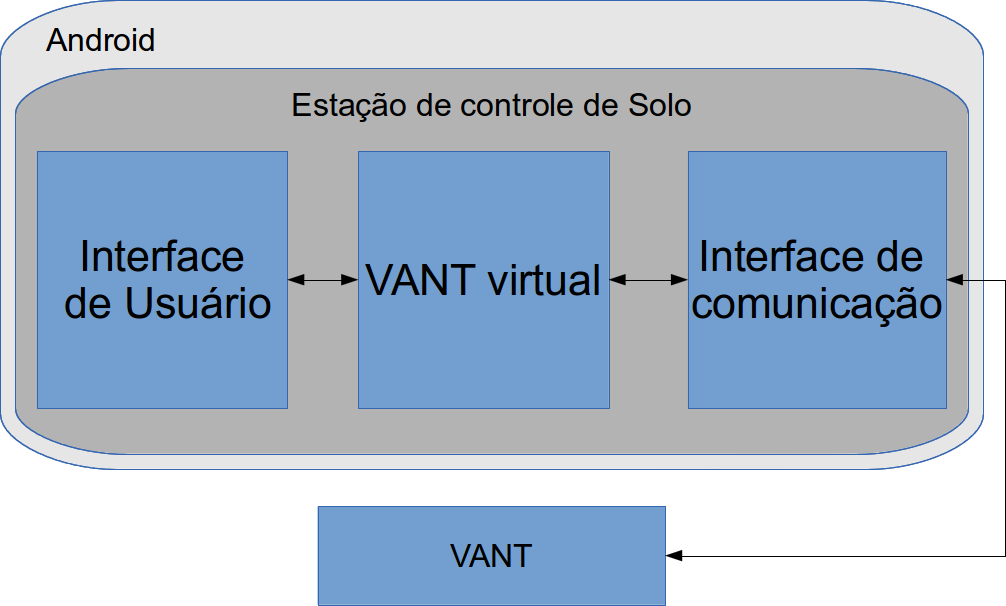 Android
Estação de controle de Solo
Interface
de Usuário
VANT virtual
Interface de
comunicação
VANT